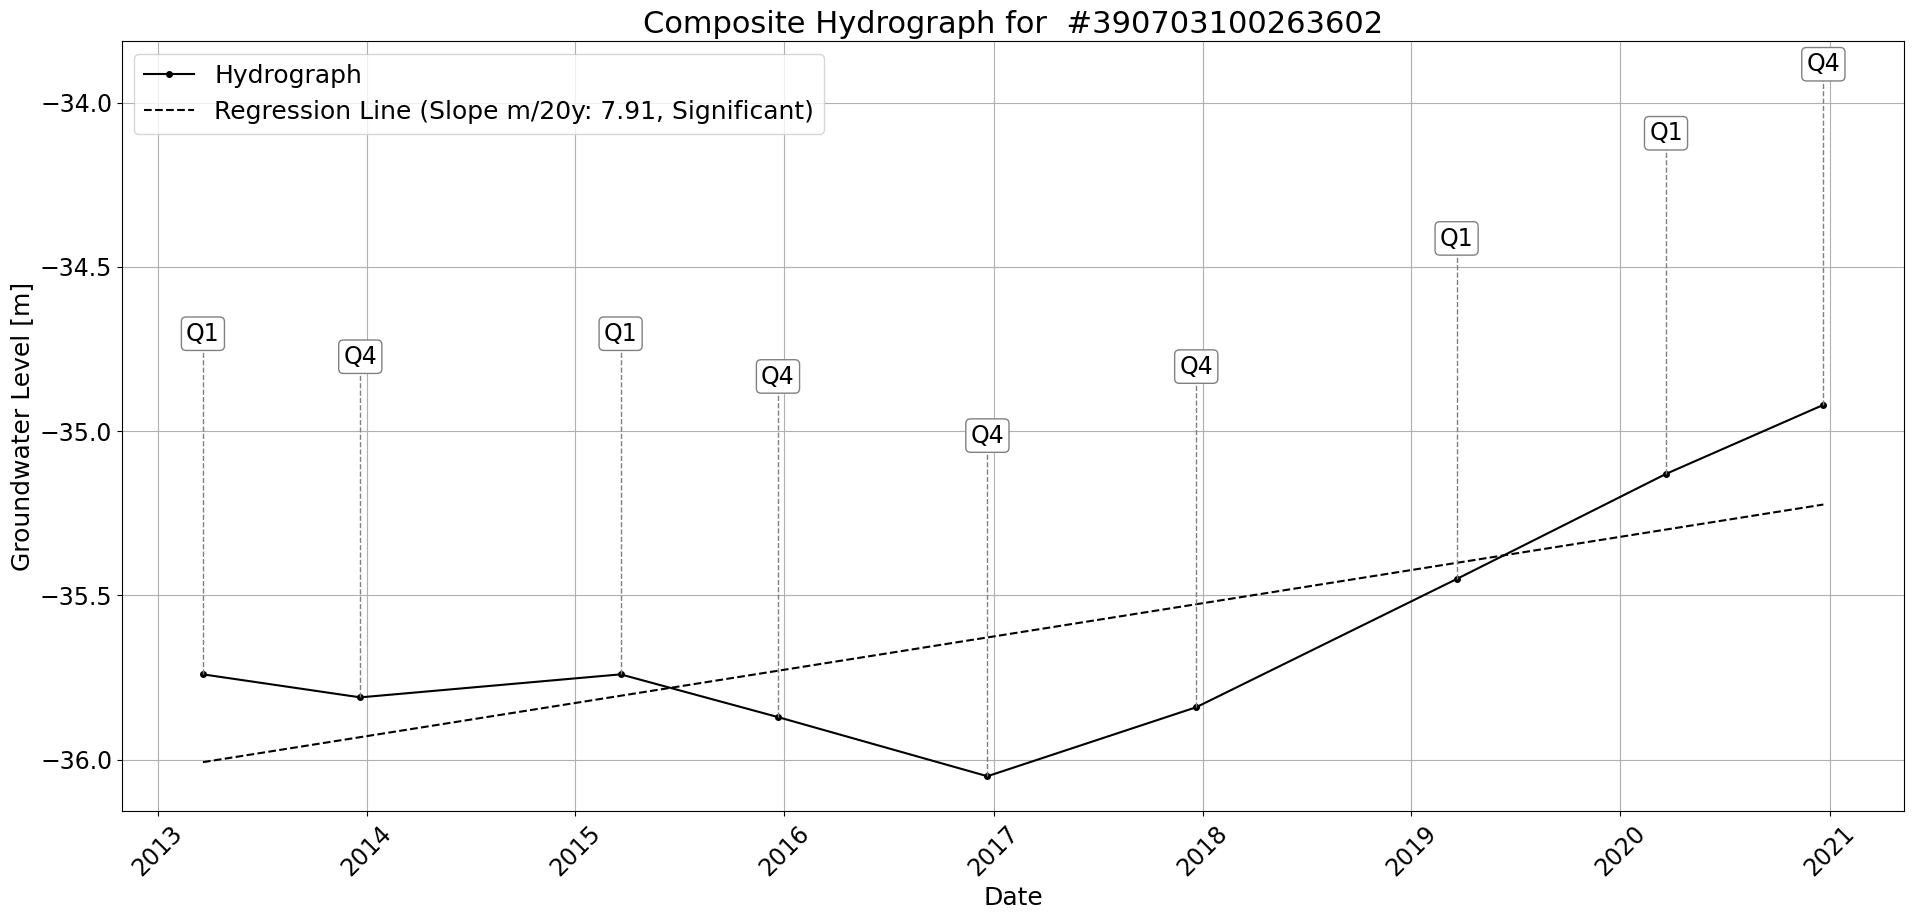 Composite Hydrograph for  #390703100263602
Hydrograph
Regression Line (Slope m/20y: 7.91, Significant)
Groundwater Level [m]
−34.0
−34.5
−35.0
−35.5
−36.0
Q1
Q4
Q1
Q4
Q4
Q4
Q1
Q1
Q4
2013
2014
2015
2016
2017
2018
2019
2020
2021
Date